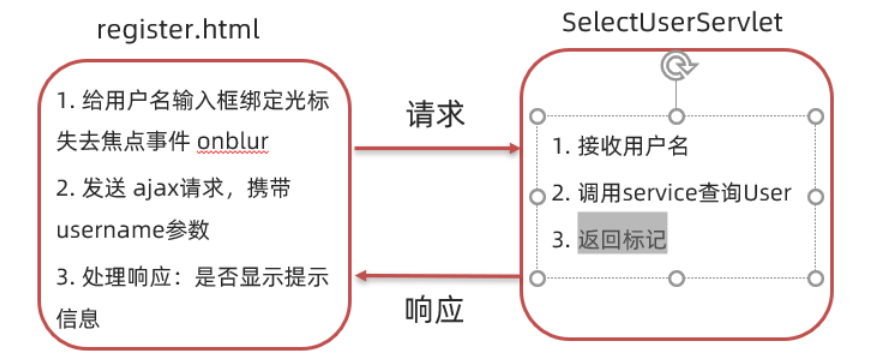 register.html
1. 给用户名输入框绑定光标
失去焦点事件 onblur
2. 发送 ajax请求，携带
username参数
3. 处理响应：是否显示提示
信息
请求
响应
SelectUserServlet
1. 接收用户名
2. 调用service查询User
3. 返回标记